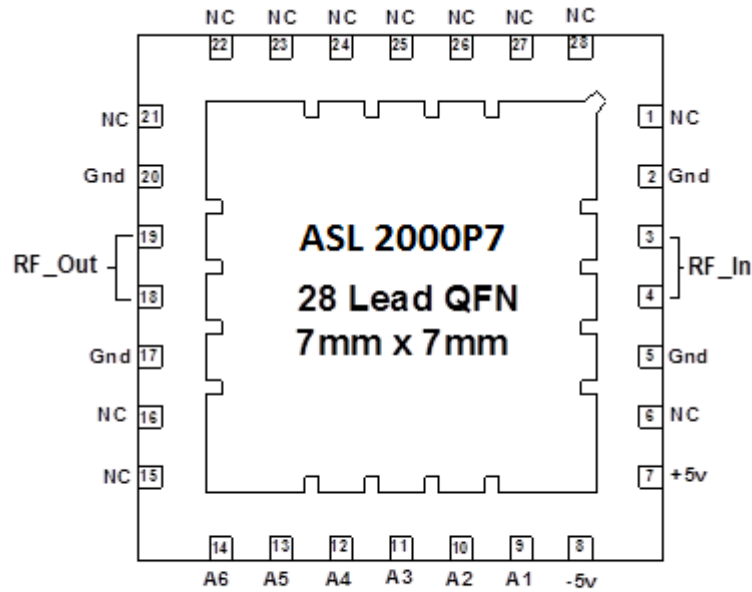 NC NC NC NC NC NC NC
22 23 24 25 26 27 28
NC 21 1 NC
Gnd 20 2 Gnd
19 3
RF_Out RF_In
18 4
ASL 2000P7
28 Lead QFN
7mm x 7mm
Gnd 17 5 Gnd
NC 16 6 NC
NC 15 7 +5v
14 13 12 11 10 9 8
A6 A5 A4 A3 A2 A1 -5v